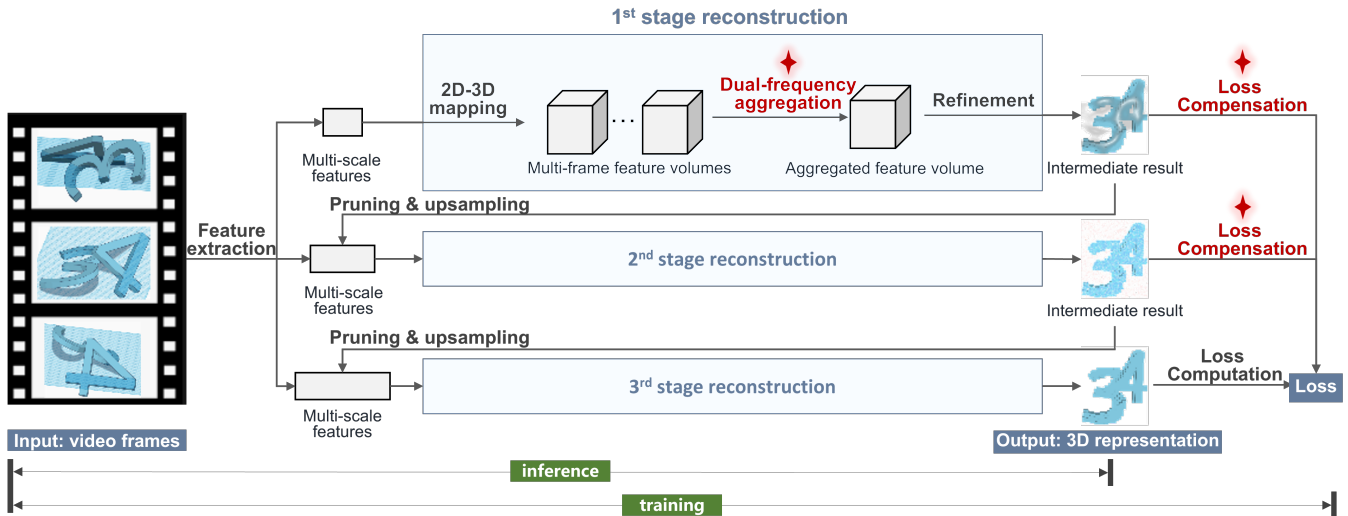 1st stage reconstruction
2D-3D
mapping
...
Dual-frequency
aggregation
Refinement
Loss
Compensation
Multi-scale
features
Multi-frame feature volumes
Aggregated feature volume
Intermediate result
Pruning & upsampling
Feature
extraction
2nd stage reconstruction
Loss
Compensation
Multi-scale
features
Intermediate result
Pruning & upsampling
3rd stage reconstruction
Loss
Computation
Loss
Multi-scale
features
Input: video frames
Output: 3D representation
inference
training